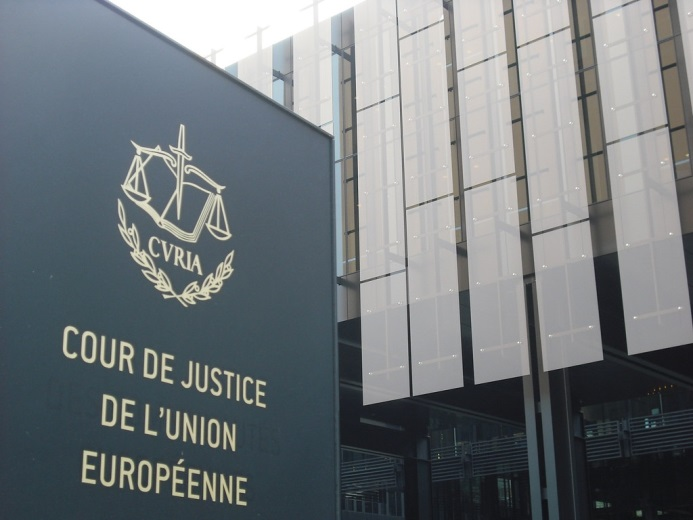 CVRIA
COUR DE JUSTICE
DE L'UNION
EUROPÉENNE